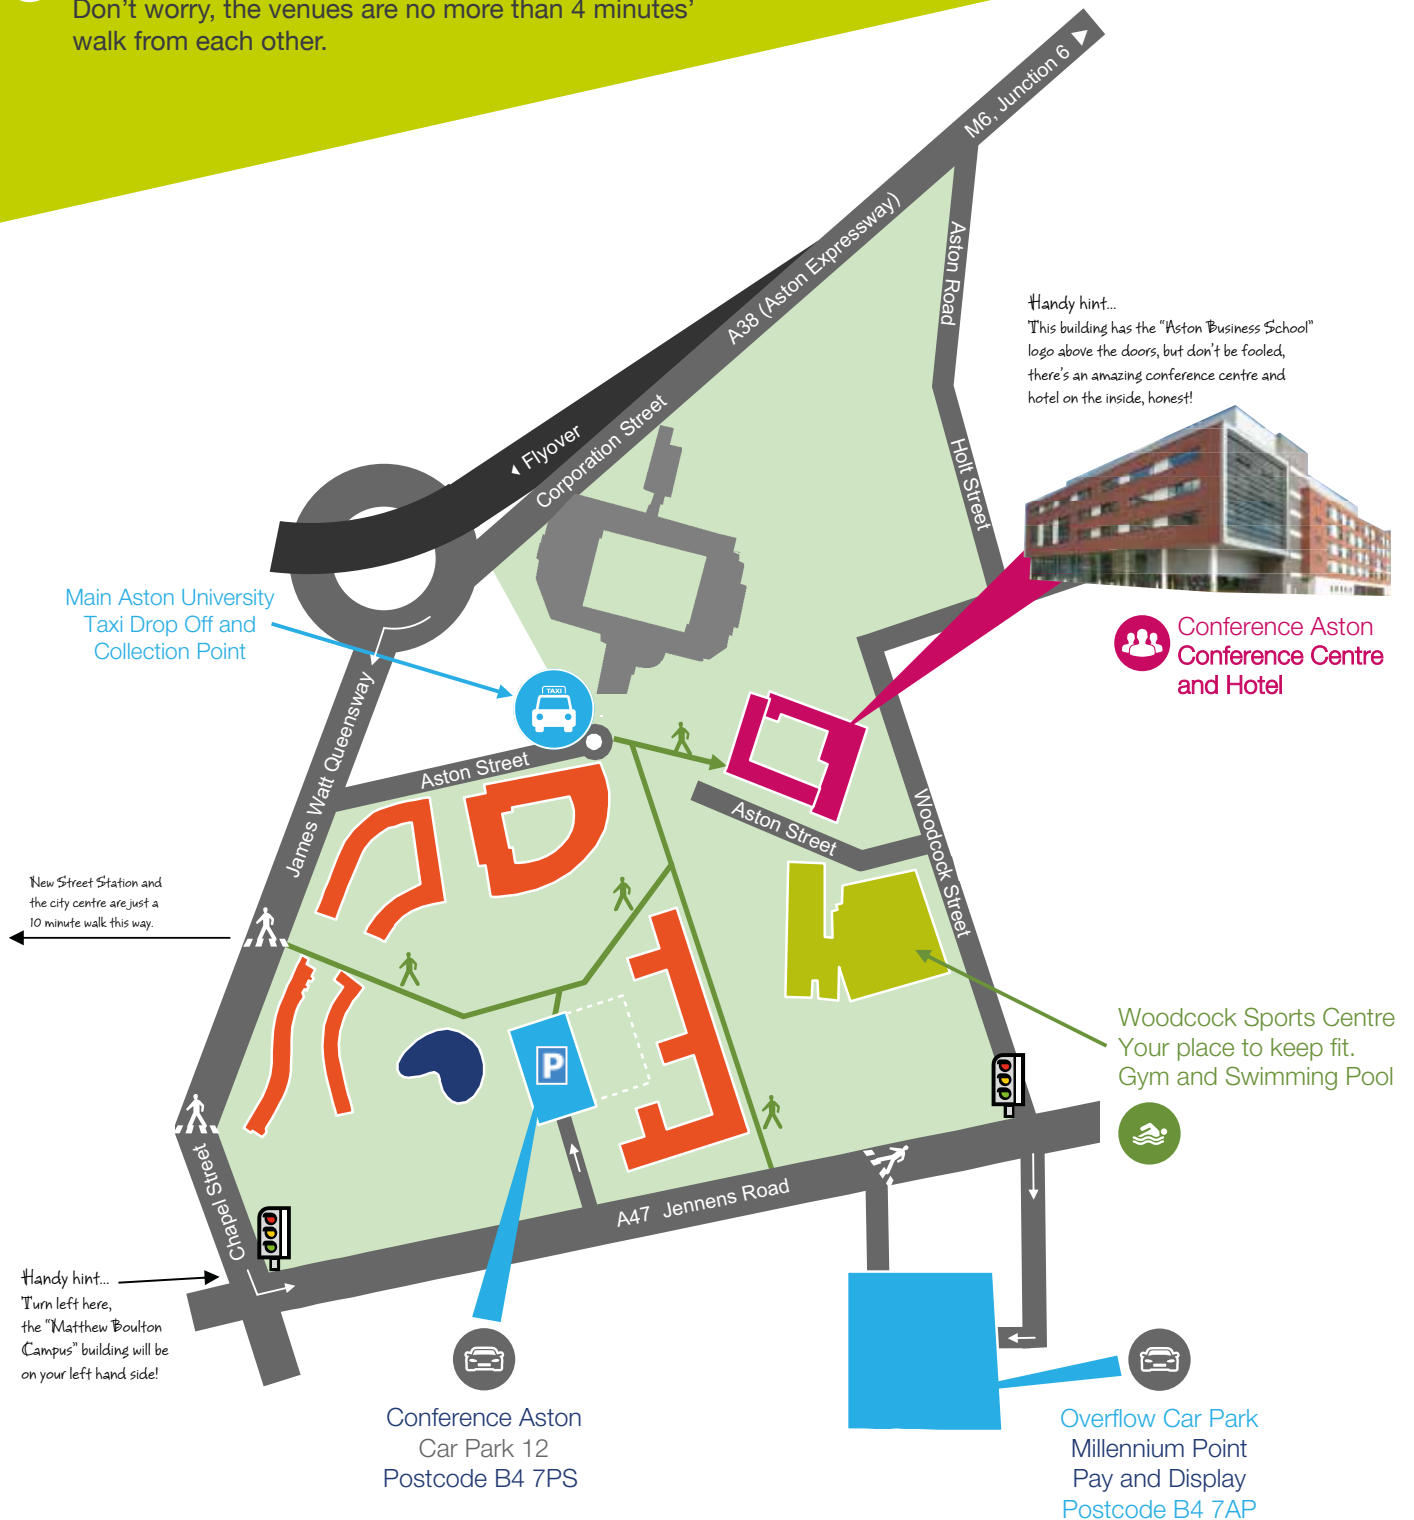 Don't worry, the venues are no more than 4 minutes'
walk from each other.
M6, Junction 6
A38 (Aston Expressway)
Aston Road
Handy hint...
This building has the "Aston Business School"
logo above the doors, but don't be fooled,
there's an amazing conference centre and
hotel on the inside, honest!
Flyover
Corporation Street
Holt Street
Main Aston University
Taxi Drop Off and
Collection Point
Conference Aston
Conference Centre
and Hotel
TAXI
James Watt Queensway
Aston Street
Aston Street
Woodcock Street
New Street Station and
the city centre are just a
10 minute walk this way.
Woodcock Sports Centre
Your place to keep fit.
Gym and Swimming Pool
P
Chapel Street
A47 Jennens Road
Handy hint...
Turn left here,
the "Matthew Boulton
Campus" building will be
on your left hand side!
Conference Aston
Car Park 12
Postcode B4 7PS
Overflow Car Park
Millennium Point
Pay and Display
Postcode B4 7AP